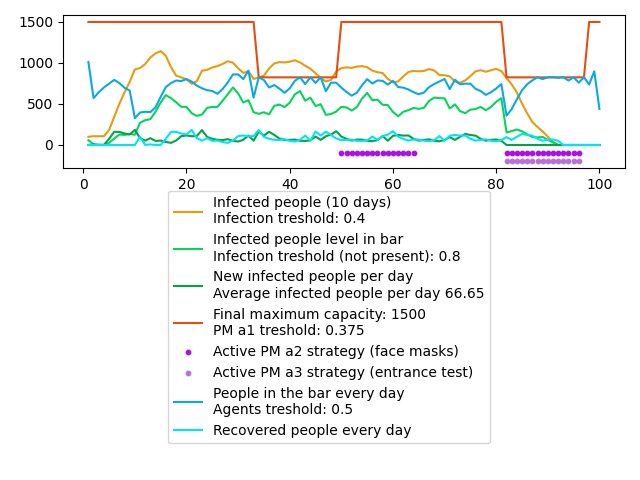 1500
1000
500
0
0
20
40
60
80
100
Infected people (10 days)
Infection treshold: 0.4
Infected people level in bar
Infection treshold (not present): 0.8
New infected people per day
Average infected people per day 66.65
Final maximum capacity: 1500
PM a1 treshold: 0.375
Active PM a2 strategy (face masks)
Active PM a3 strategy (entrance test)
People in the bar every day
Agents treshold: 0.5
Recovered people every day